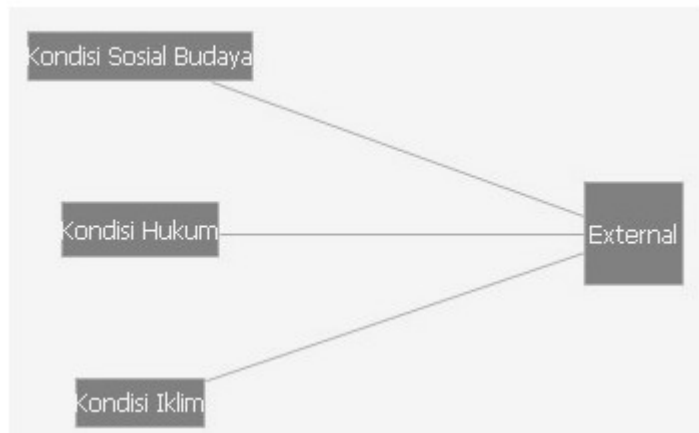 Kondisi Sosial Budaya
Kondisi Hukum
External
Kondisi Iklim